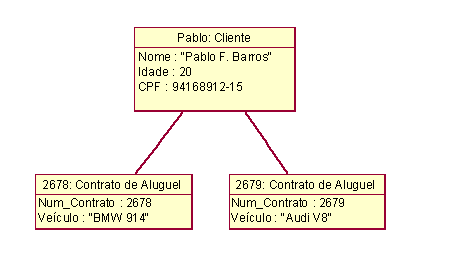 Pablo: Cliente
Nome : "Pablo F. Barros"
Idade : 20
CPF : 94168912-15
2678: Contrato de Aluguel
Num_Contrato : 2678
Veículo : "BMW 914"
2679: Contrato de Aluguel
Num_Contrato : 2679
Veículo : "Audi V8"